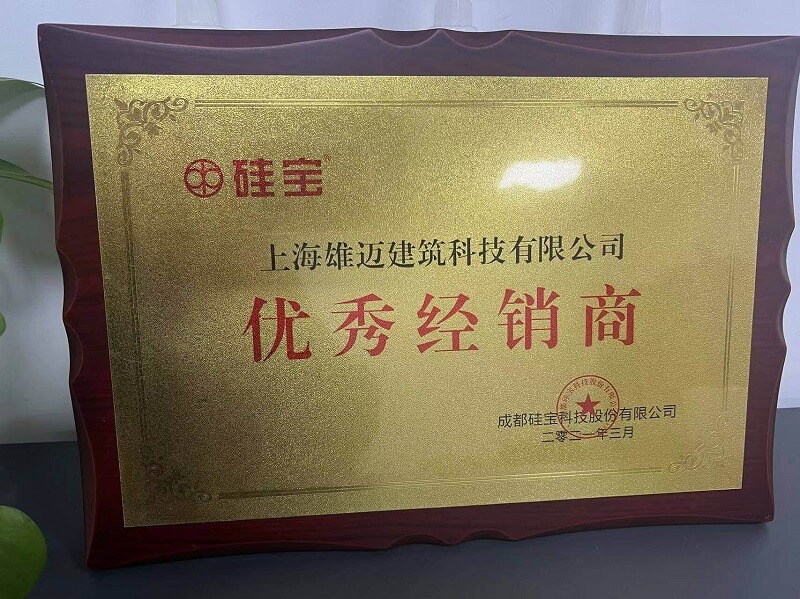 硅宝®
上海雄迈建筑科技有限公司
优秀经销商
成都硅宝科技股份有限公司
二零二一年三月